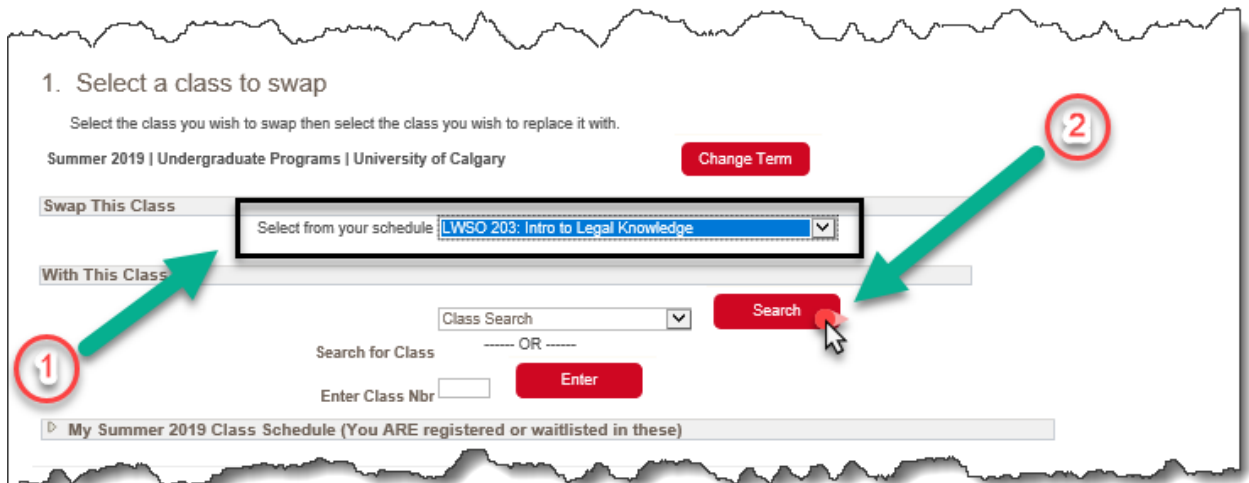 1. Select a class to swap
Select the class you wish to swap then select the class you wish to replace it with.
2
Summer 2019 | Undergraduate Programs | University of Calgary
Change Term
Swap This Class
Select from your schedule LWSO 203: Intro to Legal Knowledge
With This Class
Class Search
Search
Search for Class
------ OR ------
1
Enter Class Nbr
Enter
My Summer 2019 Class Schedule (You ARE registered or waitlisted in these)